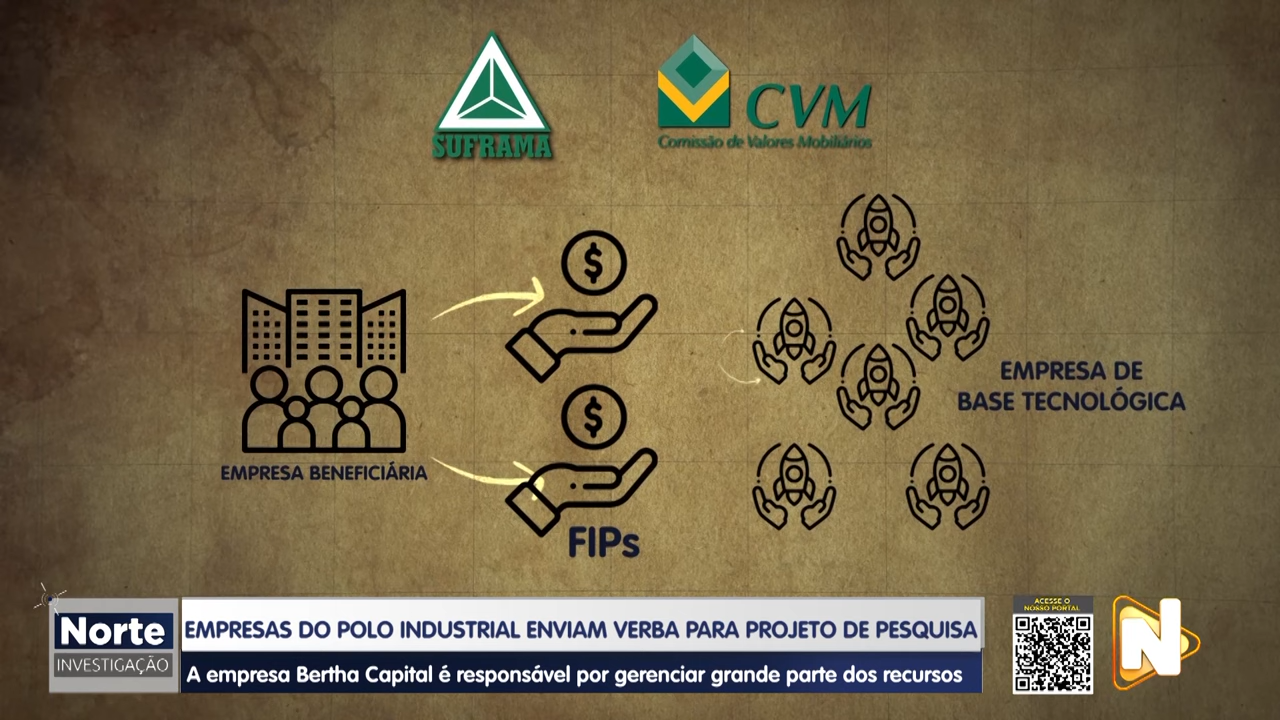 SUFRAMA
CVM
Comissão de Valores Mobiliários
$
EMPRESA DE
BASE TECNOLÓGICA
$
EMPRESA BENEFICIÁRIA
FIPs
Norte
INVESTIGAÇÃO
EMPRESAS DO POLO INDUSTRIAL ENVIAM VERBA PARA PROJETO DE PESQUISA
A empresa Bertha Capital é responsável por gerenciar grande parte dos recursos
ACESSE O
NOSSO PORTAL
N